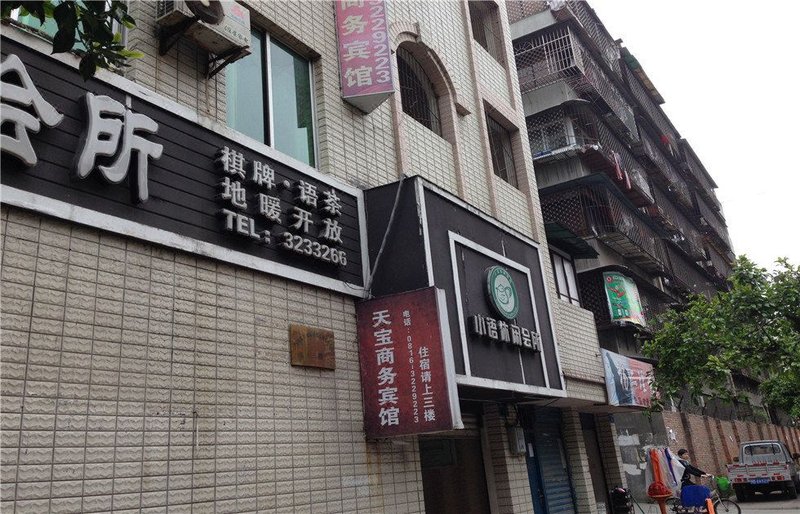 会所
棋牌·语茶
地暖开放
TEL: 3233266
商务宾馆
3229223
小语休闲会所
天宝商务宾馆
电话:0816-3229223
住宿请上三楼